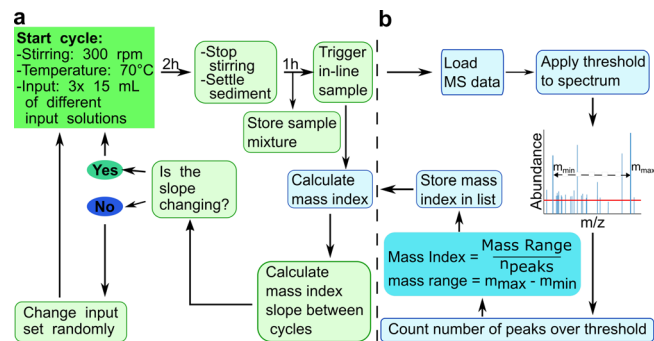 a
Start cycle:
-Stirring: 300 rpm
-Temperature: 70°C
-Input: 3x 15 mL
of different
input solutions
2h
-Stop
stirring
-Settle
sediment
1h
Trigger
in-line
sample
Store sample
mixture
Yes
No
Is the
slope
changing?
Calculate
mass index
Calculate
mass index
slope between
cycles
Change input
set randomly
b
Load
MS data
Apply threshold
to spectrum
Abundance
mmin
mmax
m/z
Store mass
index in list
Mass Index = Mass Range
npeaks
mass range = mmax - mmin
Count number of peaks over threshold